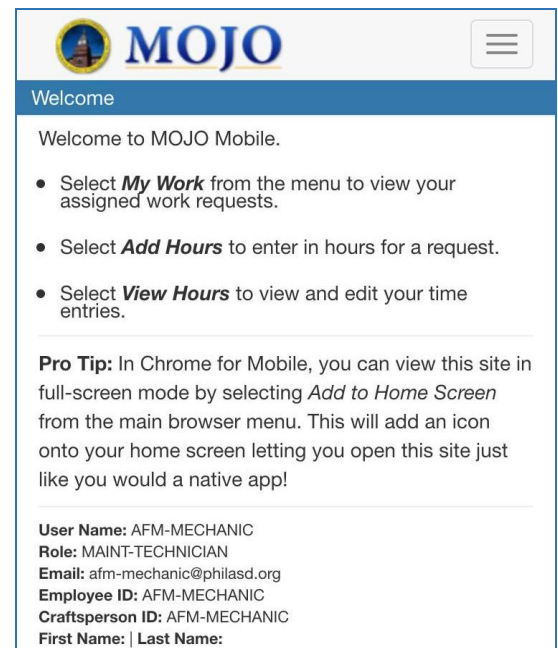 MOJO
Welcome
Welcome to MOJO Mobile.
• Select My Work from the menu to view your
assigned work requests.
• Select Add Hours to enter in hours for a request.
• Select View Hours to view and edit your time
entries.
Pro Tip: In Chrome for Mobile, you can view this site in
full-screen mode by selecting Add to Home Screen
from the main browser menu. This will add an icon
onto your home screen letting you open this site just
like you would a native app!
User Name: AFM-MECHANIC
Role: MAINT-TECHNICIAN
Email: afm-mechanic@philasd.org
Employee ID: AFM-MECHANIC
Craftsperson ID: AFM-MECHANIC
First Name: | Last Name: